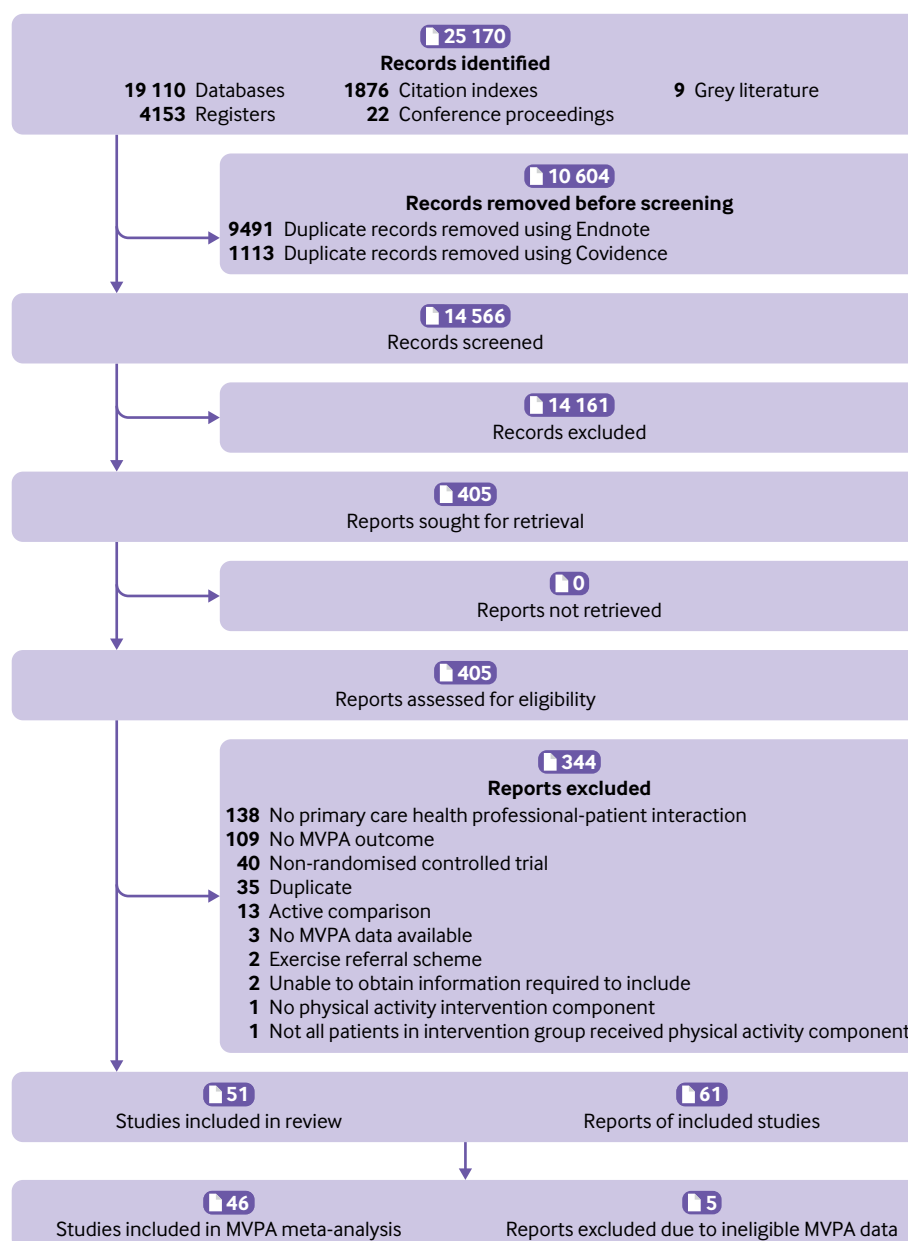 25 170
Records identified
19 110 Databases 1876 Citation indexes 9 Grey literature
4153 Registers 22 Conference proceedings
10 604
Records removed before screening
9491 Duplicate records removed using Endnote
1113 Duplicate records removed using Covidence
14 566
Records screened
14 161
Records excluded
405
Reports sought for retrieval
0
Reports not retrieved
405
Reports assessed for eligibility
344
Reports excluded
138 No primary care health professional-patient interaction
109 No MVPA outcome
40 Non-randomised controlled trial
35 Duplicate
13 Active comparison
3 No MVPA data available
2 Exercise referral scheme
2 Unable to obtain information required to include
1 No physical activity intervention component
1 Not all patients in intervention group received physical activity component
51 61
Studies included in review Reports of included studies
46 5
Studies included in MVPA meta-analysis Reports excluded due to ineligible MVPA data